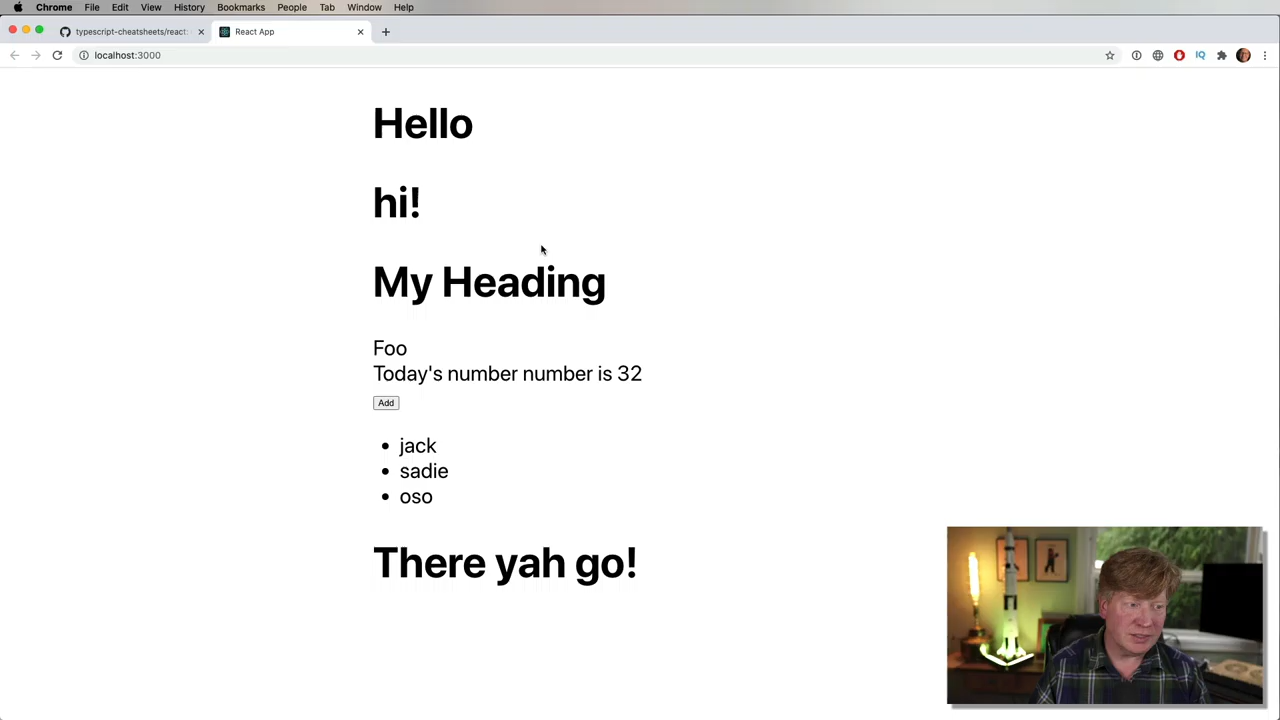 Chrome File Edit View History Bookmarks People Tab Window Help
typescript-cheatsheets/react: React App
localhost:3000
IQ
Hello
hi!
My Heading
Foo
Today's number number is 32
Add
jack
sadie
oso
There yah go!